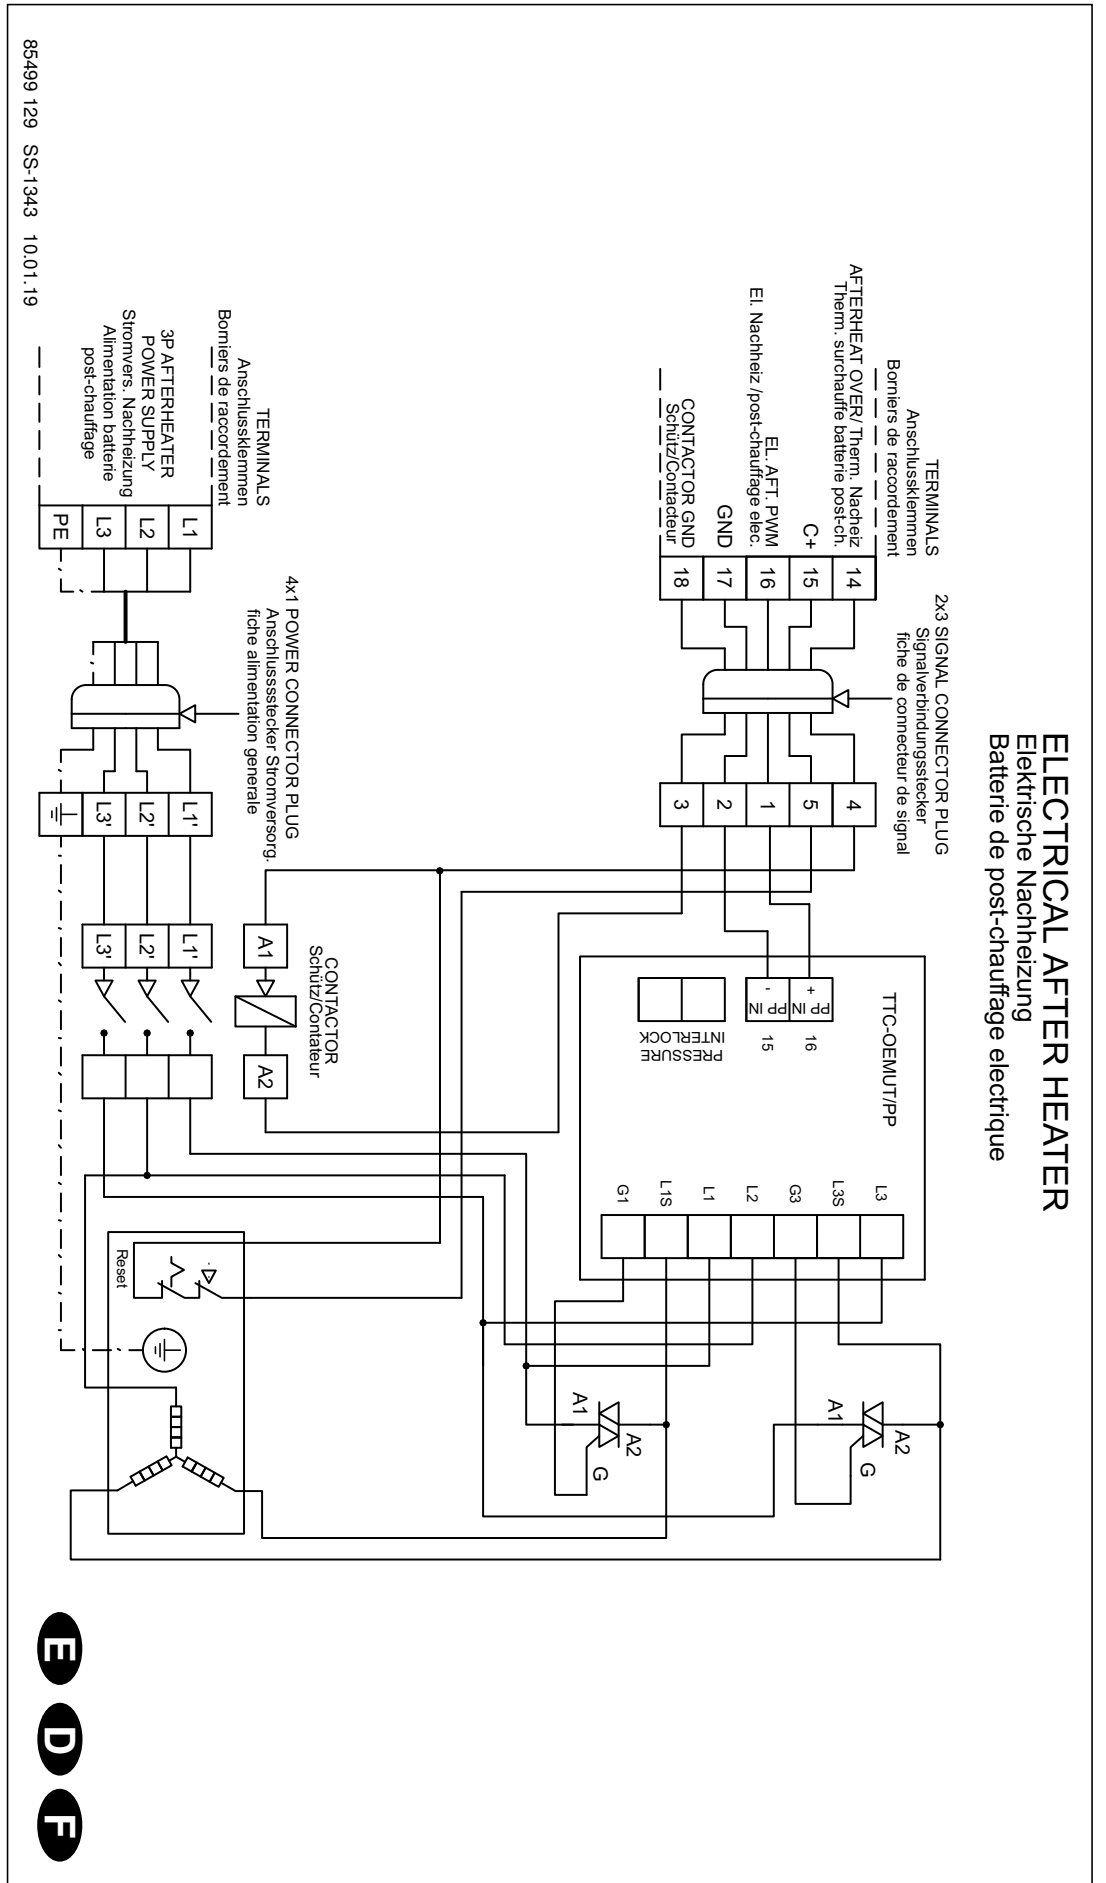 ELECTRICAL AFTER HEATER
Elektrische Nachheizung
Batterie de post-chauffage electrique
TERMINALS
Anschlussklemmen
Borniers de raccordement
AFTERHEAT OVER/ Therm. Nacheiz
Therm. surchauffe batterie post-ch.
C+
EL. AFT. PWM
El. Nachheiz /post-chauffage elec.
GND
CONTACTOR GND
Schütz/Contacteur
14
15
16
17
18
2x3 SIGNAL CONNECTOR PLUG
Signalverbindungsstecker
fiche de connecteur de signal
4
5
1
2
3
TTC-OEMUT/PP
+
PP IN
16
-
PP IN
15
PRESSURE
INTERLOCK
L3
L3S
G3
L2
L1
L1S
G1
A1
A2
G
A1
A2
G
TERMINALS
Anschlussklemmen
Borniers de raccordement
3P AFTERHEATER
POWER SUPPLY
Stromvers. Nachheizung
Alimentation batterie
post-chauffage
L1
L2
L3
PE
4x1 POWER CONNECTOR PLUG
Anschlussstecker Stromversorg.
fiche alimentation generale
L1'
L2'
L3'
CONTACTOR
Schütz/Contateur
A1
A2
L1'
L2'
L3'
Reset
85499 129 SS-1343 10.01.19
E
D
F